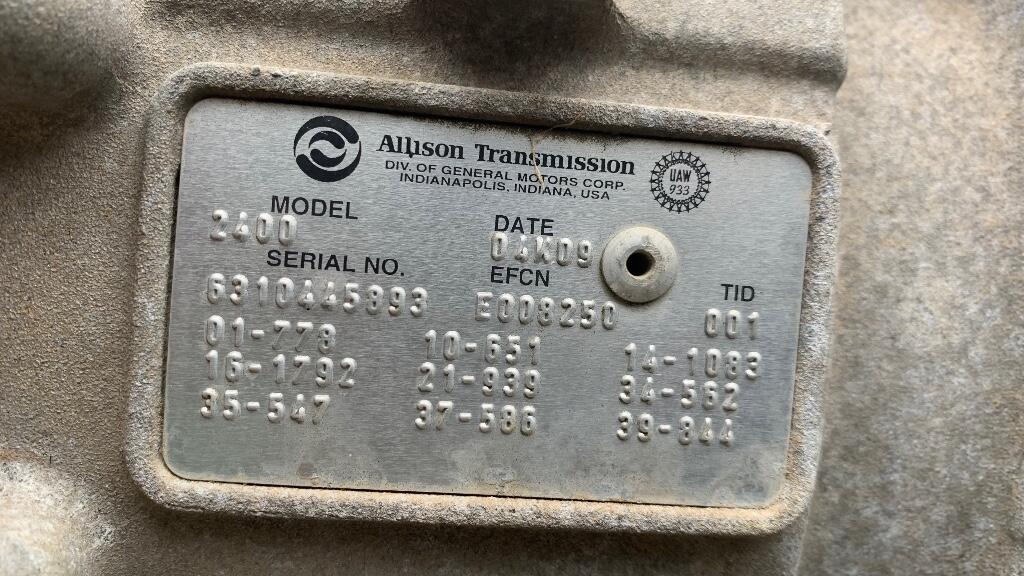 Allison Transmission
DIV. OF GENERAL MOTORS CORP.
INDIANAPOLIS, INDIANA, USA
UAW
933
MODEL
2400
DATE
04K09
SERIAL NO.
6310445893
EFCN
E008250
TID
001
01-778 10-651 14-1083
16-1792 21-939 34-562
35-547 37-586 39-844